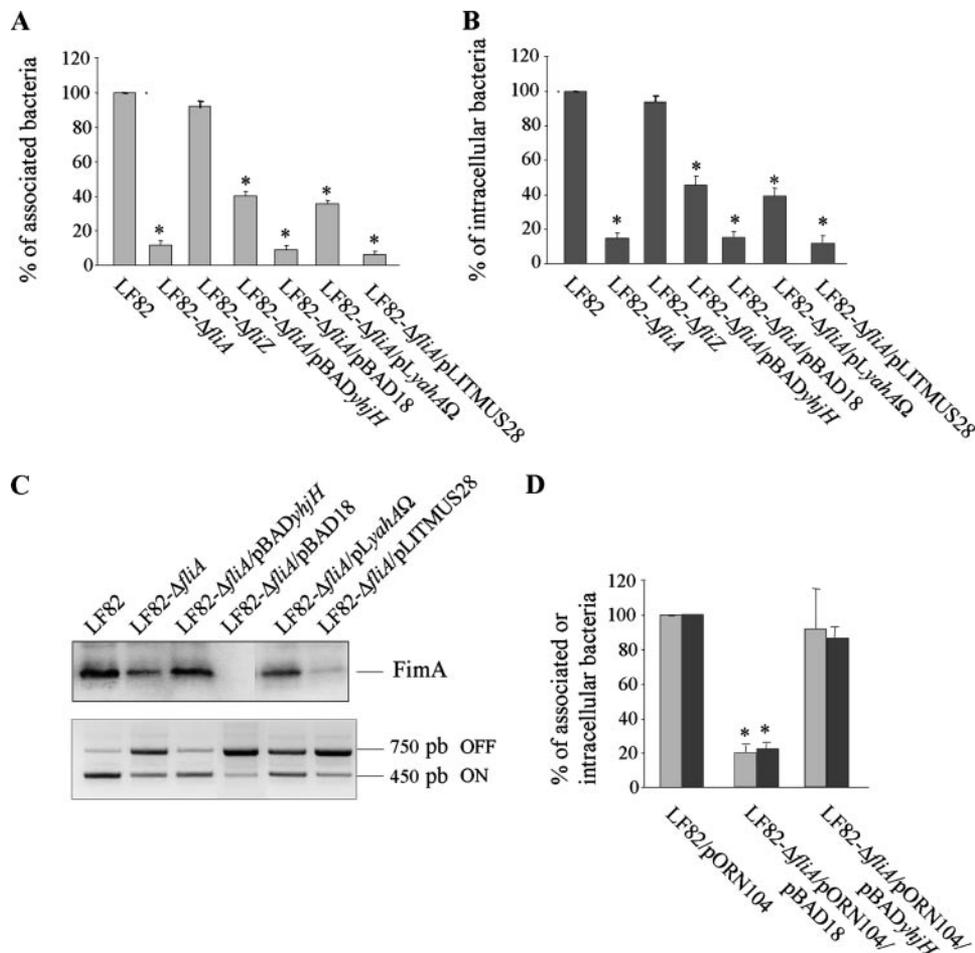 A
% of associated bacteria
120
100
80
60
40
20
0
*
*
*
*
*
LF82
LF82-ΔfliA
LF82-ΔfliZ
LF82-ΔfliA/pBADyhjH
LF82-ΔfliA/pBAD18
LF82-ΔfliA/pLyahAΩ
LF82-ΔfliA/pLITMUS28
B
% of intracellular bacteria
120
100
80
60
40
20
0
*
*
*
*
*
LF82
LF82-ΔfliA
LF82-ΔfliZ
LF82-ΔfliA/pBADyhjH
LF82-ΔfliA/pBAD18
LF82-ΔfliA/pLyahAΩ
LF82-ΔfliA/pLITMUS28
C
LF82
LF82-ΔfliA
LF82-ΔfliA/pBADyhjH
LF82-ΔfliA/pBAD18
LF82-ΔfliA/pLyahAΩ
LF82-ΔfliA/pLITMUS28
FimA
750 pb OFF
450 pb ON
D
% of associated or
intracellular bacteria
120
100
80
60
40
20
0
* *
LF82/pORN104
LF82-ΔfliA/pORN104/
pBAD18
LF82-ΔfliA/pORN104/
pBADyhjH